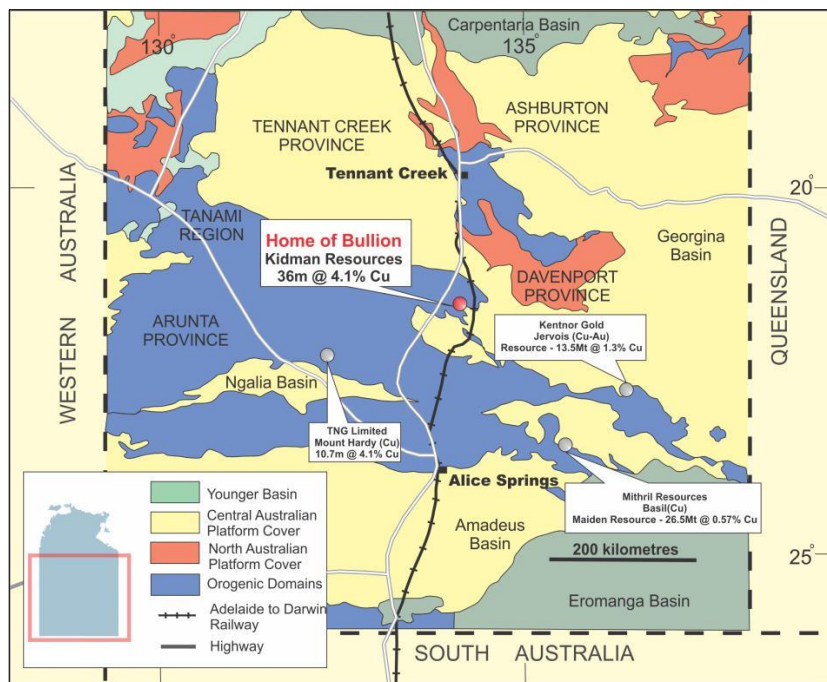 130°
135°
Carpentaria Basin
TENNANT CREEK
PROVINCE
ASHBURTON
PROVINCE
Tennant Creek
20°
TANAMI
REGION
Home of Bullion
Kidman Resources
36m @ 4.1% Cu
Georgina
Basin
DAVENPORT
PROVINCE
WESTERN AUSTRALIA
QUEENSLAND
ARUNTA
PROVINCE
Kentnor Gold
Jervois (Cu-Au)
Resource - 13.5Mt @ 1.3% Cu
Ngalia Basin
TNG Limited
Mount Hardy (Cu)
10.7m @ 4.1% Cu
Alice Springs
Mithril Resources
Basil(Cu)
Maiden Resource - 26.5Mt @ 0.57% Cu
Amadeus
Basin
200 kilometres
25°
Eromanga Basin
SOUTH AUSTRALIA
Younger Basin
Central Australian
Platform Cover
North Australian
Platform Cover
Orogenic Domains
Adelaide to Darwin
Railway
Highway